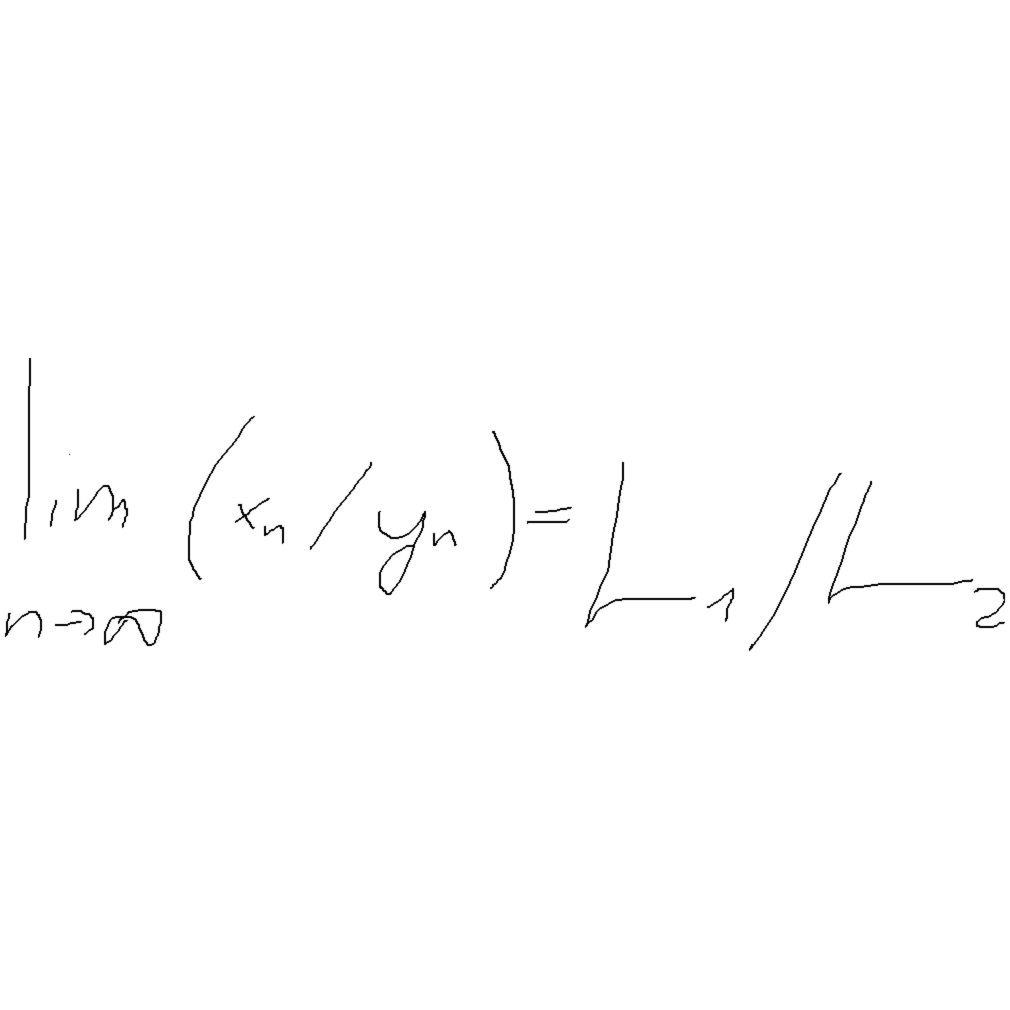 lim (xₙ / yₙ) = L₁ / L₂
n→∞